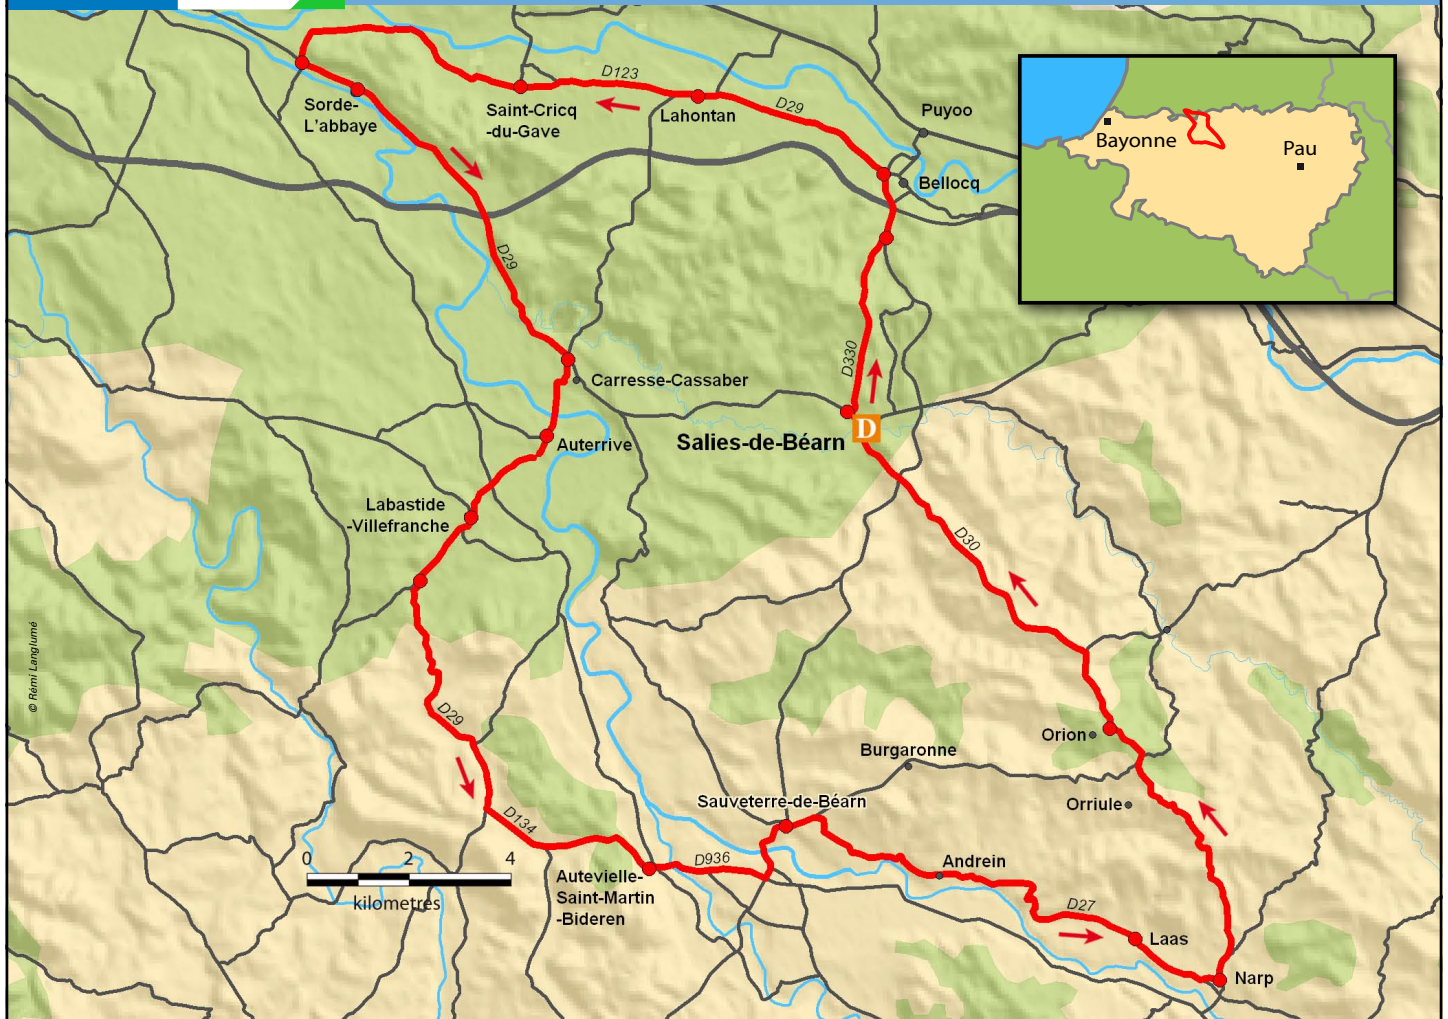 D123
Sorde-
L'abbaye
Saint-Cricq
-du-Gave
Lahontan
D29
Puyoo
Bayonne
Pau
Bellocq
D29
D330
Carresse-Cassaber
Auterrive
Salies-de-Béarn
D
Labastide
-Villefranche
D30
© Rémi Langlumé
D29
Orion
Burgaronne
Sauveterre-de-Béarn
Orriule
D134
0 2 4
kilometres
D936
Autevielle-
Saint-Martin
-Bideren
Andrein
D27
Laas
Narp